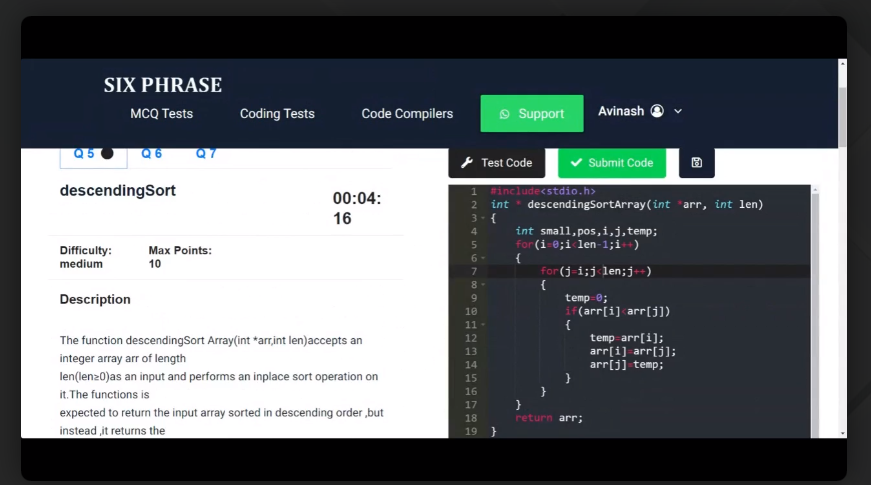 SIX PHRASE
MCQ Tests Coding Tests Code Compilers Support Avinash
Q 5 Q 6 Q 7
descendingSort
00:04:
16
Difficulty: Max Points:
medium 10
Description
The function descendingSort Array(int *arr,int len)accepts an
integer array arr of length
len(len≥0)as an input and performs an inplace sort operation on
it.The functions is
expected to return the input array sorted in descending order ,but
instead ,it returns the
Test Code Submit Code
1 #include<stdio.h>
2 int * descendingSortArray(int *arr, int len)
3 {
4 int small,pos,i,j,temp;
5 for(i=0;i<len-1;i++)
6 {
7 for(j=i;j<len;j++)
8 {
9 temp=0;
10 if(arr[i]<arr[j])
11 {
12 temp=arr[i];
13 arr[i]=arr[j];
14 arr[j]=temp;
15 }
16 }
17 }
18 return arr;
19 }